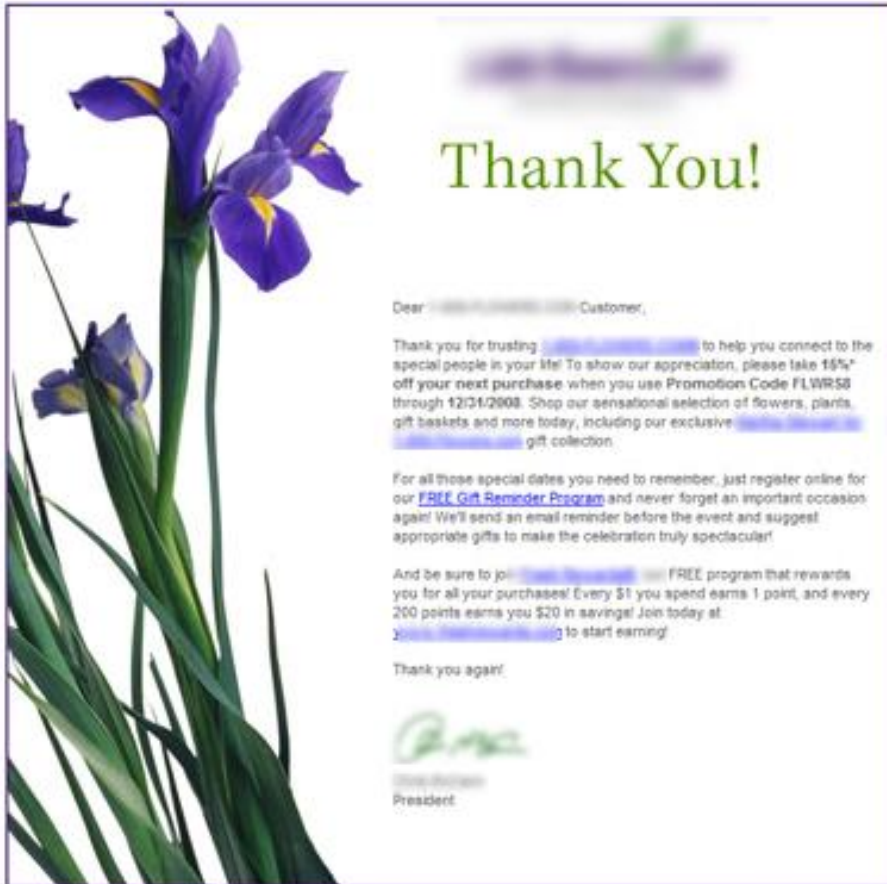 Thank You!
Dear Customer,
Thank you for trusting to help you connect to the
special people in your life! To show our appreciation, please take 15%*
off your next purchase when you use Promotion Code FLWRS8
through 12/31/2008. Shop our sensational selection of flowers, plants,
gift baskets and more today, including our exclusive
gift collection.
For all those special dates you need to remember, just register online for
our FREE Gift Reminder Program and never forget an important occasion
again! We'll send an email reminder before the event and suggest
appropriate gifts to make the celebration truly spectacular!
And be sure to FREE program that rewards
you for all your purchases! Every $1 you spend earns 1 point, and every
200 points earns you $20 in savings! Join today at
to start earning!
Thank you again!
President